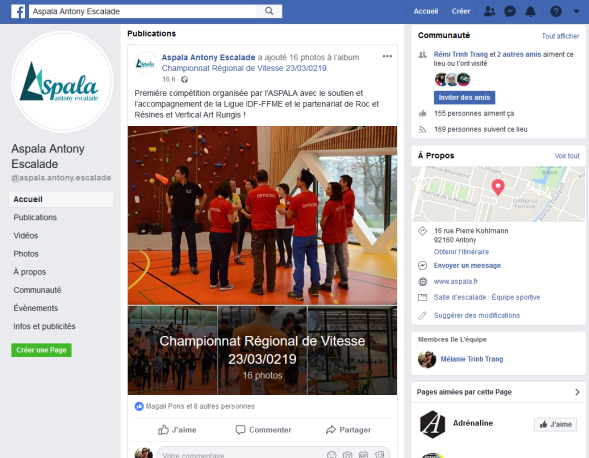 Aspala Antony Escalade
Accueil
Créer
Aspala
antony escalade
Aspala Antony
Escalade
@aspala.antony.escalade
Accueil
Publications
Vidéos
Photos
À propos
Communauté
Évènements
Infos et publicités
Créer une Page
Publications
Aspala Antony Escalade a ajouté 16 photos à l'album
Championnat Régional de Vitesse 23/03/0219.
16 h ·
Première compétition organisée par l'ASPALA avec le soutien et
l'accompagnement de la Ligue IDF-FFME et le partenariat de Roc et
Résines et Vertical Art Rungis !
OFFICIEL
Championnat Régional de Vitesse
23/03/0219
16 photos
Magali Pons et 8 autres personnes
J'aime
Commenter
Partager
Votre commentaire
Communauté
Tout afficher
Rémi Trinh Trang et 2 autres amis aiment ce
lieu ou l'ont visité
Inviter des amis
155 personnes aiment ça
169 personnes suivent ce lieu
À Propos
Voir tout
16 rue Pierre Kohlmann
92160 Antony
Obtenir l'itinéraire
Envoyer un message
www.aspala.fr
Salle d'escalade · Équipe sportive
Suggérer des modifications
Membres De L'équipe
Mélanie Trinh Trang
Pages aimées par cette Page
Adrénaline
J'aime